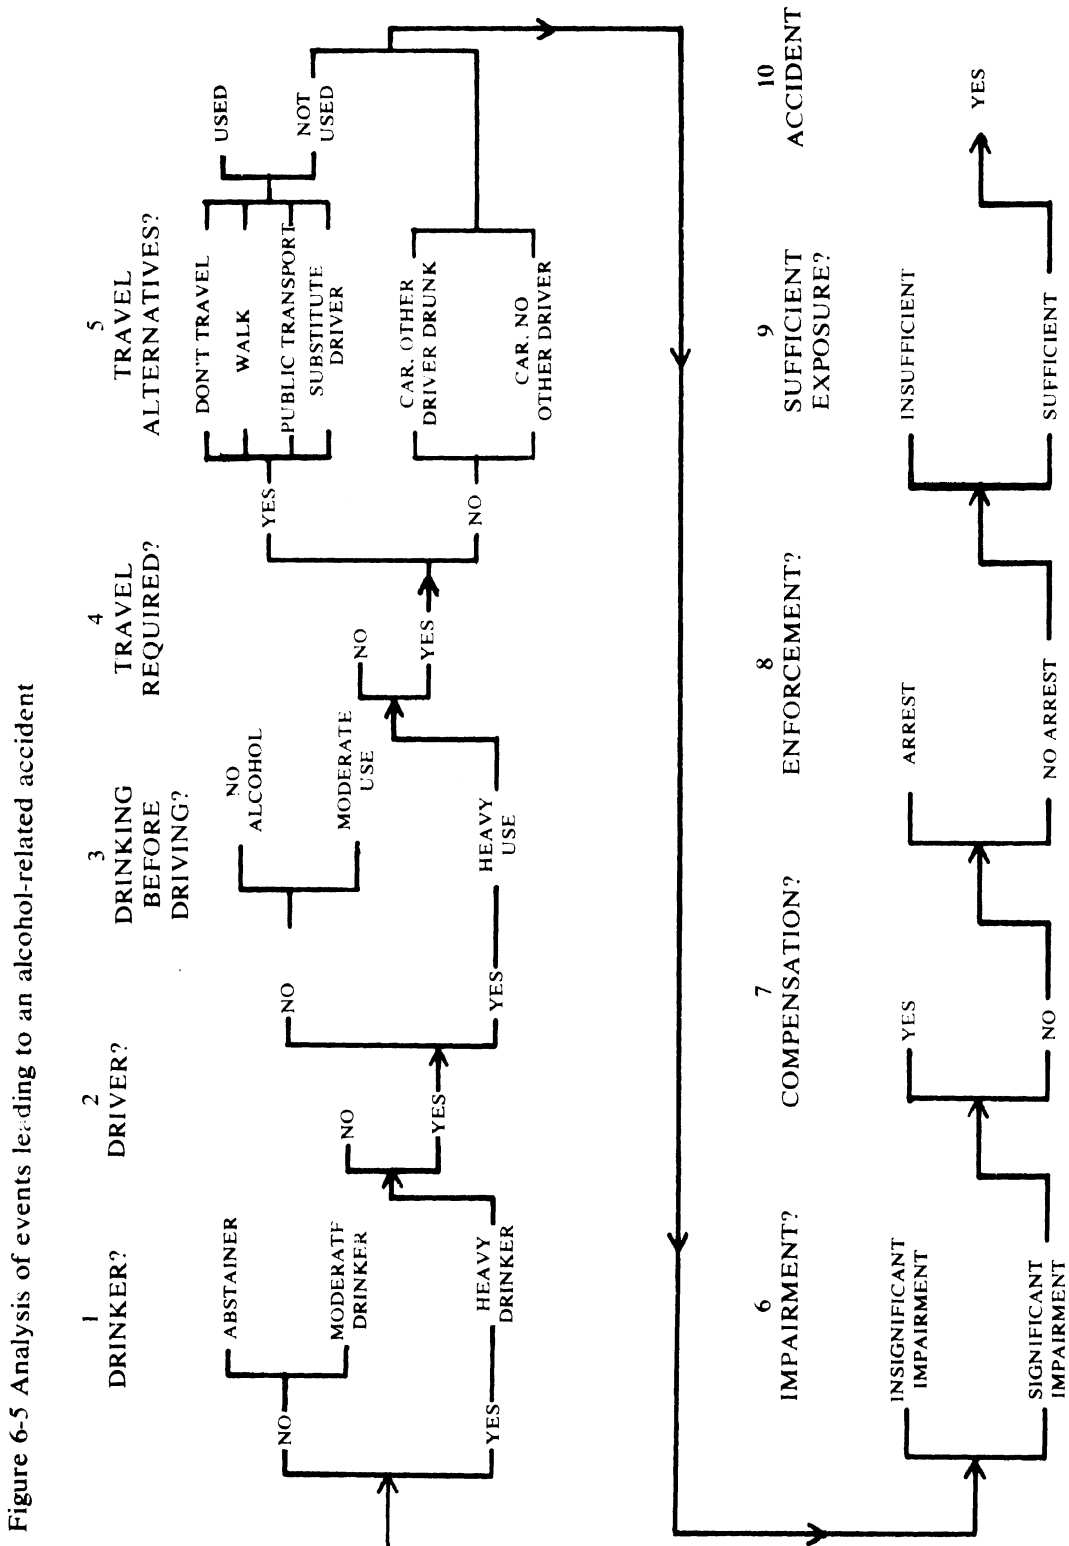 Figure 6-5 Analysis of events leading to an alcohol-related accident
1
DRINKER?
NO
ABSTAINER
MODERATE
DRINKER
YES
HEAVY
DRINKER
2
DRIVER?
NO
YES
3
DRINKING
BEFORE
DRIVING?
NO
NO
ALCOHOL
MODERATE
USE
YES
HEAVY
USE
4
TRAVEL
REQUIRED?
NO
YES
5
TRAVEL
ALTERNATIVES?
YES
DON'T TRAVEL
WALK
PUBLIC TRANSPORT
SUBSTITUTE
DRIVER
USED
NOT
USED
NO
CAR. OTHER
DRIVER DRUNK
CAR. NO
OTHER DRIVER
6
IMPAIRMENT?
INSIGNIFICANT
IMPAIRMENT
SIGNIFICANT
IMPAIRMENT
7
COMPENSATION?
YES
NO
8
ENFORCEMENT?
ARREST
NO ARREST
9
SUFFICIENT
EXPOSURE?
INSUFFICIENT
SUFFICIENT
10
ACCIDENT
YES